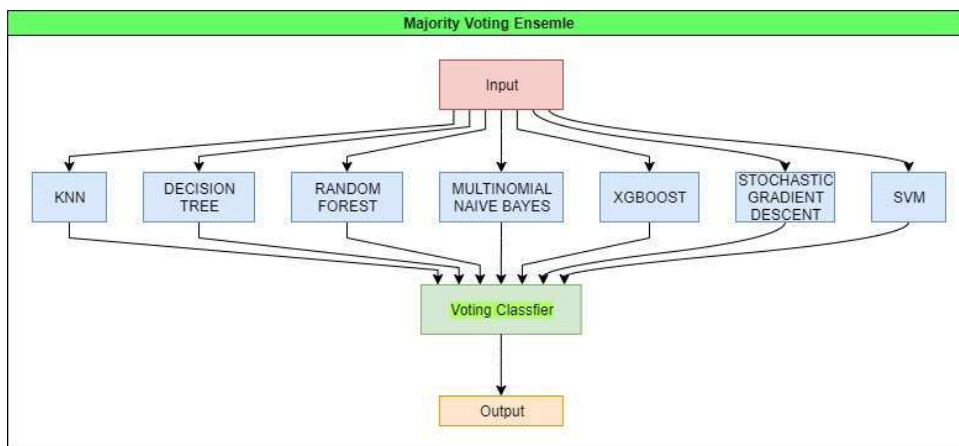 Majority Voting Ensemle
Input
KNN
DECISION
TREE
RANDOM
FOREST
MULTINOMIAL
NAIVE BAYES
XGBOOST
STOCHASTIC
GRADIENT
DESCENT
SVM
Voting Classfier
Output